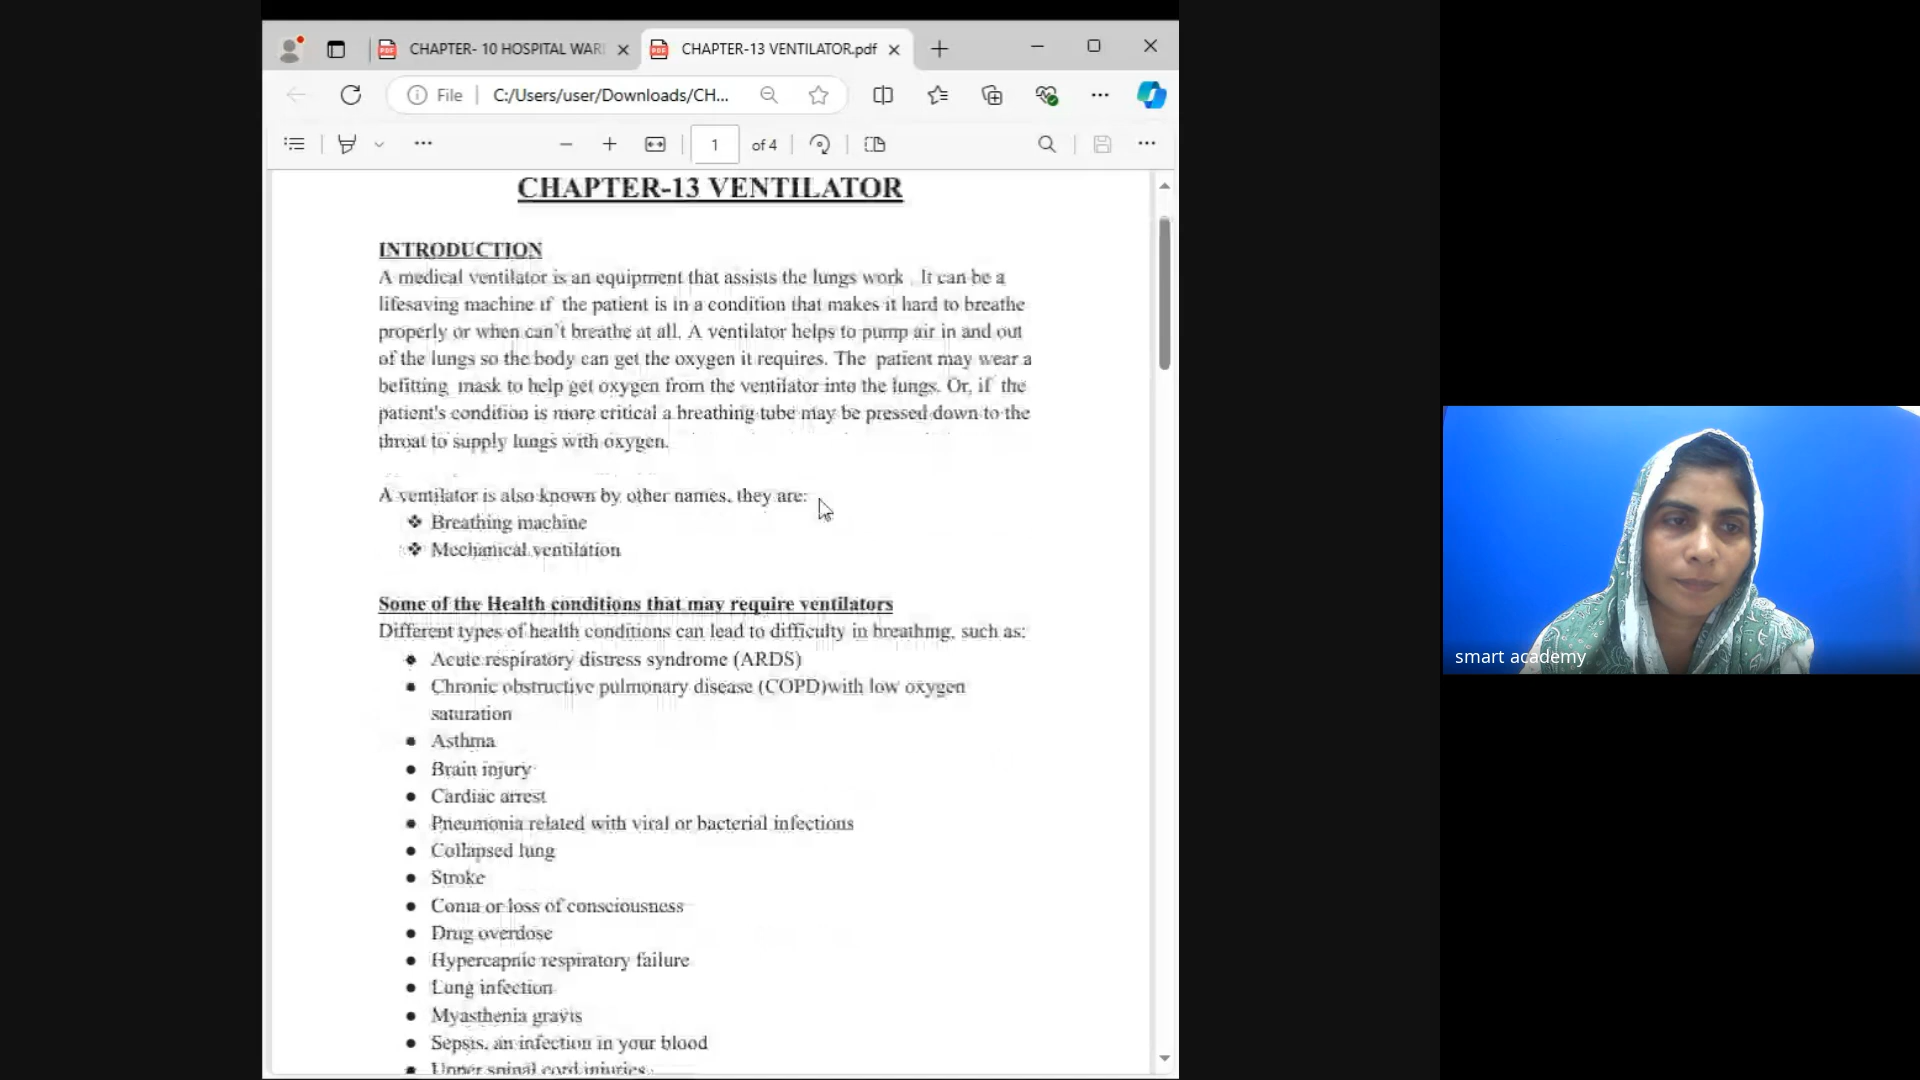 CHAPTER- 10 HOSPITAL WAR
CHAPTER-13 VENTILATOR.pdf
File
C:/Users/user/Downloads/CH...
1 of 4
CHAPTER-13 VENTILATOR
INTRODUCTION
A medical ventilator is an equipment that assists the lungs work . It can be a
lifesaving machine if the patient is in a condition that makes it hard to breathe
properly or when can't breathe at all. A ventilator helps to pump air in and out
of the lungs so the body can get the oxygen it requires. The patient may wear a
befitting mask to help get oxygen from the ventilator into the lungs. Or, if the
patient's condition is more critical a breathing tube may be pressed down to the
throat to supply lungs with oxygen.
A ventilator is also known by other names, they are:
❖ Breathing machine
❖ Mechanical ventilation
Some of the Health conditions that may require ventilators
Different types of health conditions can lead to difficulty in breathing, such as:
● Acute respiratory distress syndrome (ARDS)
● Chronic obstructive pulmonary disease (COPD)with low oxygen
saturation
● Asthma
● Brain injury
● Cardiac arrest
● Pneumonia related with viral or bacterial infections
● Collapsed lung
● Stroke
● Coma or loss of consciousness
● Drug overdose
● Hypercapnic respiratory failure
● Lung infection
● Myasthenia gravis
● Sepsis, an infection in your blood
● Upper spinal cord injuries
smart academy